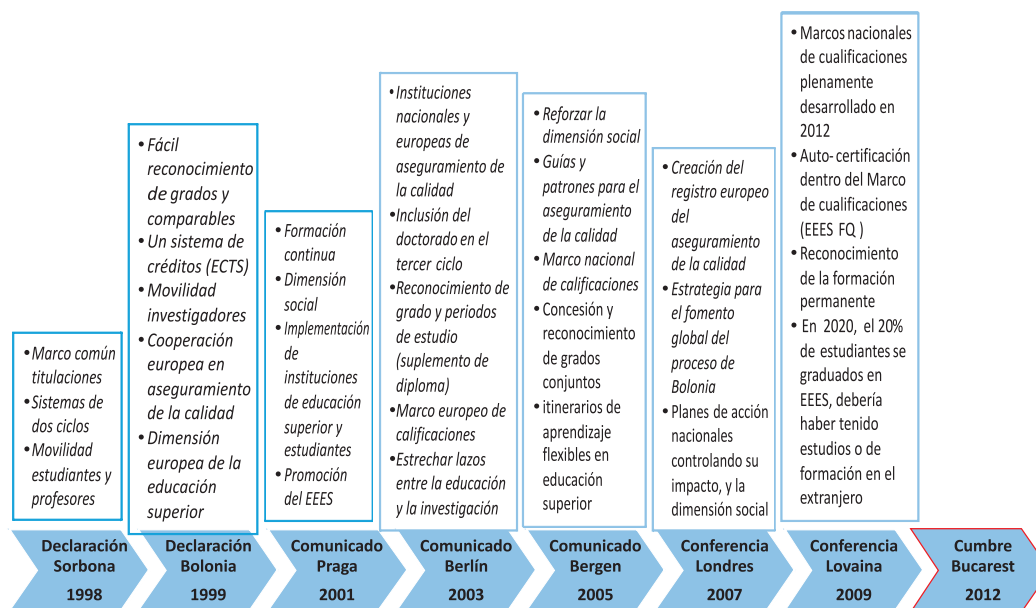 • Marco común
titulaciones
• Sistemas de
dos ciclos
• Movilidad
estudiantes y
profesores
Declaración
Sorbona
1998
• Fácil
reconocimiento
de grados y
comparables
• Un sistema de
créditos (ECTS)
• Movilidad
investigadores
• Cooperación
europea en
aseguramiento
de la calidad
• Dimensión
europea de la
educación
superior
Declaración
Bolonia
1999
• Formación
continua
• Dimensión
social
• Implementación
de
instituciones
de educación
superior y
estudiantes
• Promoción
del EEES
Comunicado
Praga
2001
• Instituciones
nacionales y
europeas de
aseguramiento de
la calidad
• Inclusión del
doctorado en el
tercer ciclo
• Reconocimiento de
grado y periodos
de estudio
(suplemento de
diploma)
• Marco europeo de
calificaciones
• Estrechar lazos
entre la educación
y la investigación
Comunicado
Berlín
2003
• Reforzar la
dimensión social
• Guías y
patrones para el
aseguramiento
de la calidad
• Marco nacional
de calificaciones
• Concesión y
reconocimiento
de grados
conjuntos
• itinerarios de
aprendizaje
flexibles en
educación
superior
Comunicado
Bergen
2005
• Creación del
registro europeo
del
aseguramiento
de la calidad
• Estrategia para
el fomento
global del
proceso de
Bolonia
• Planes de acción
nacionales
controlando su
impacto, y la
dimensión social
Conferencia
Londres
2007
• Marcos nacionales
de cualificaciones
plenamente
desarrollado en
2012
• Auto- certificación
dentro del Marco
de cualificaciones
(EEES FQ )
• Reconocimiento
de la formación
permanente
• En 2020, el 20%
de estudiantes se
graduados en
EEES, debería
haber tenido
estudios o de
formación en el
extranjero
Conferencia
Lovaina
2009
Cumbre
Bucarest
2012